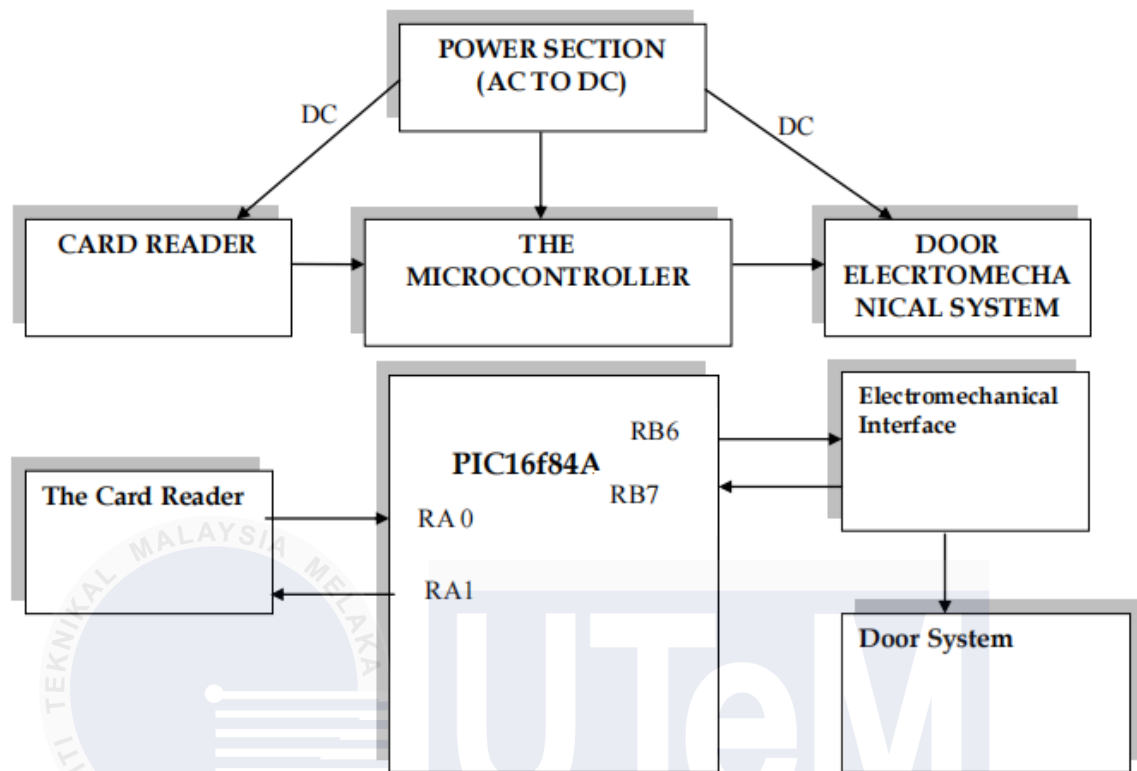 POWER SECTION
(AC TO DC)
DC
DC
CARD READER
THE
MICROCONTROLLER
DOOR
ELECRTOMECHA
NICAL SYSTEM
Electromechanical
Interface
RB6
PIC16f84A
RB7
The Card Reader
RA 0
RA1
Door System
TEKNIKAL MALAYSIA MELAKA
UTeM